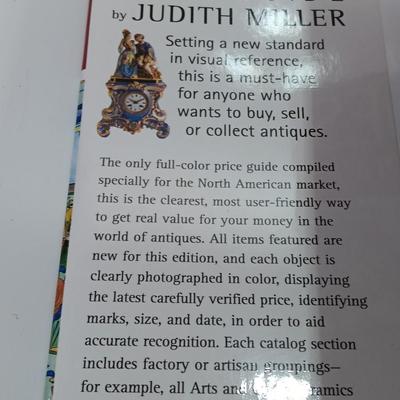 by JUDITH MILLER
Setting a new standard
in visual reference,
this is a must-have
for anyone who
wants to buy, sell,
or collect antiques.
The only full-color price guide compiled
specially for the North American market,
this is the clearest, most user-friendly way
to get real value for your money in the
world of antiques. All items featured are
new for this edition, and each object is
clearly photographed in color, displaying
the latest carefully verified price, identifying
marks, size, and date, in order to aid
accurate recognition. Each catalog section
includes factory or artisan groupings—
for example, all Arts and